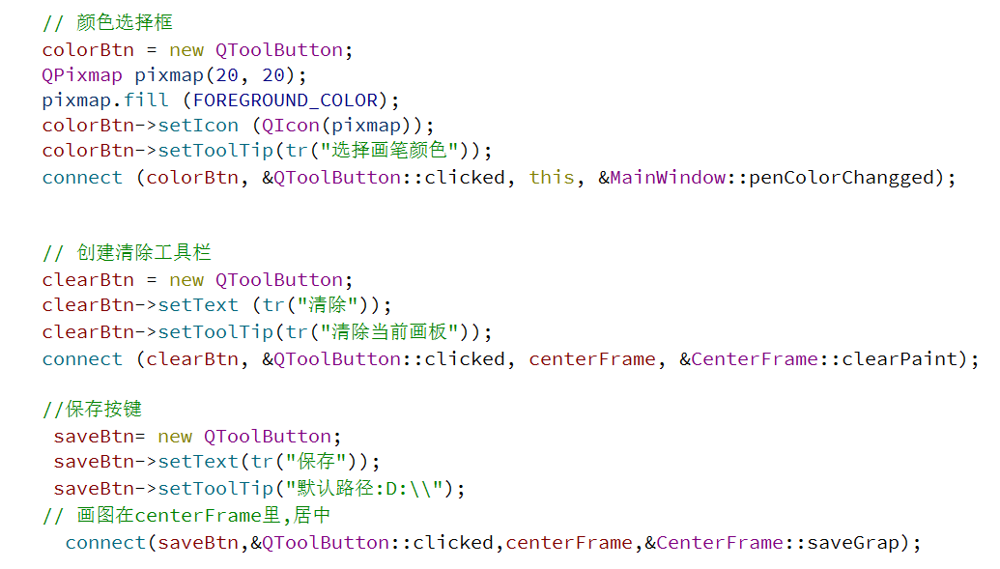 // 颜色选择框
colorBtn = new QToolButton;
QPixmap pixmap(20, 20);
pixmap.fill (FOREGROUND_COLOR);
colorBtn->setIcon (QIcon(pixmap));
colorBtn->setToolTip(tr("选择画笔颜色"));
connect (colorBtn, &QToolButton::clicked, this, &MainWindow::penColorChangged);
// 创建清除工具栏
clearBtn = new QToolButton;
clearBtn->setText (tr("清除"));
clearBtn->setToolTip(tr("清除当前画板"));
connect (clearBtn, &QToolButton::clicked, centerFrame, &CenterFrame::clearPaint);
//保存按键
saveBtn= new QToolButton;
saveBtn->setText(tr("保存"));
saveBtn->setToolTip("默认路径:D:\\");
// 画图在centerFrame里,居中
connect(saveBtn,&QToolButton::clicked,centerFrame,&CenterFrame::saveGrap);